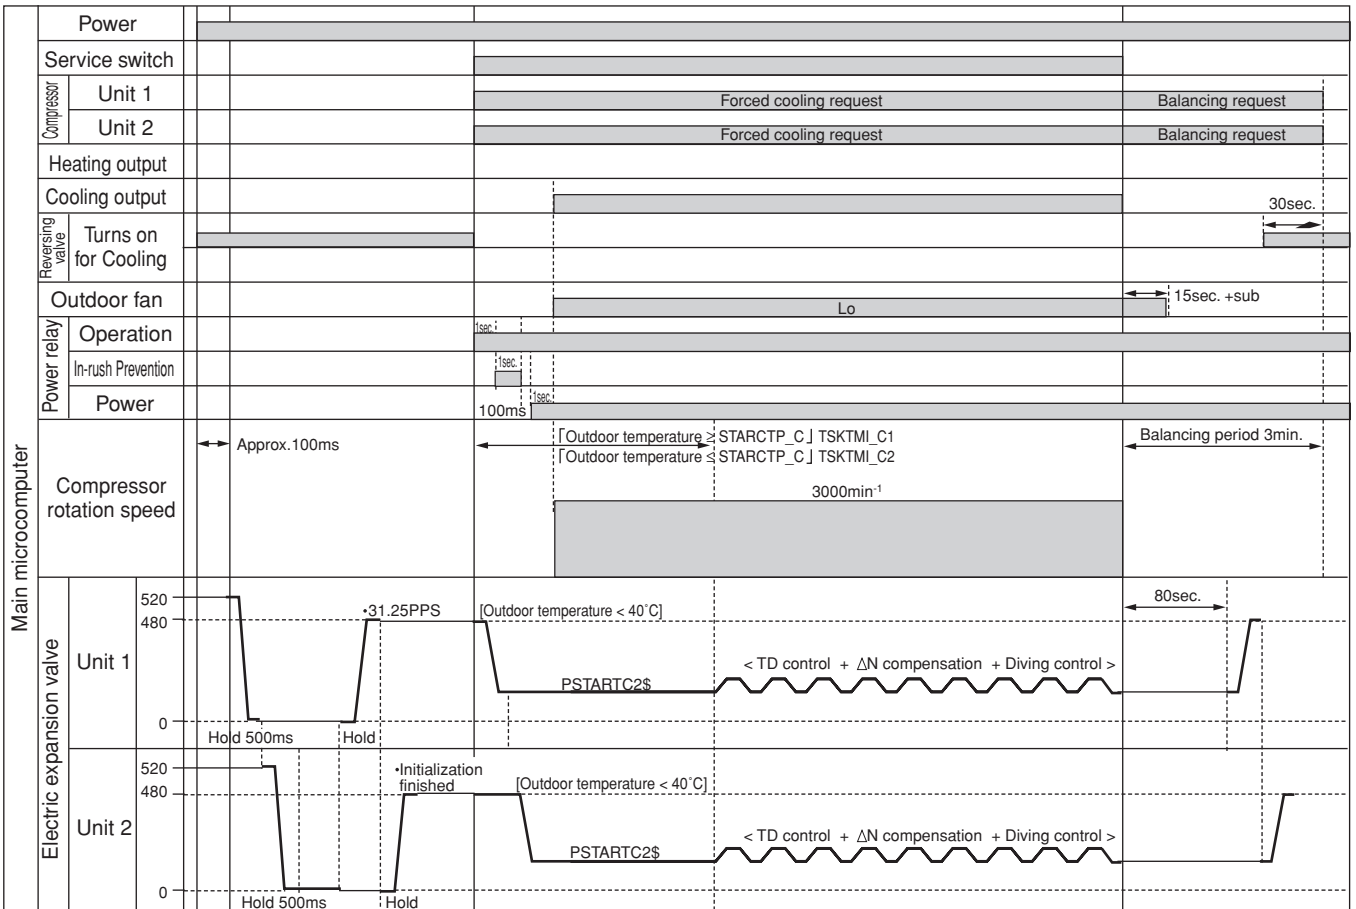 Main microcomputer
Power
Service switch
Compressor
Unit 1
Forced cooling request
Balancing request
Unit 2
Forced cooling request
Balancing request
Heating output
Cooling output
30sec.
Reversing valve
Turns on
for Cooling
Outdoor fan
Lo
15sec. +sub
Power relay
Operation
1sec.
In-rush Prevention
1sec.
Power
100ms
1sec.
Compressor
rotation speed
Approx.100ms
「Outdoor temperature ≥ STARCTP_C」 TSKTMI_C1
「Outdoor temperature ≤ STARCTP_C」 TSKTMI_C2
Balancing period 3min.
3000min-1
Electric expansion valve
Unit 1
520
480
0
•31.25PPS
[Outdoor temperature < 40˚C]
80sec.
PSTARTC2$
< TD control + ΔN compensation + Diving control >
Hold 500ms
Hold
Unit 2
520
480
0
•Initialization
finished
[Outdoor temperature < 40˚C]
PSTARTC2$
< TD control + ΔN compensation + Diving control >
Hold 500ms
Hold